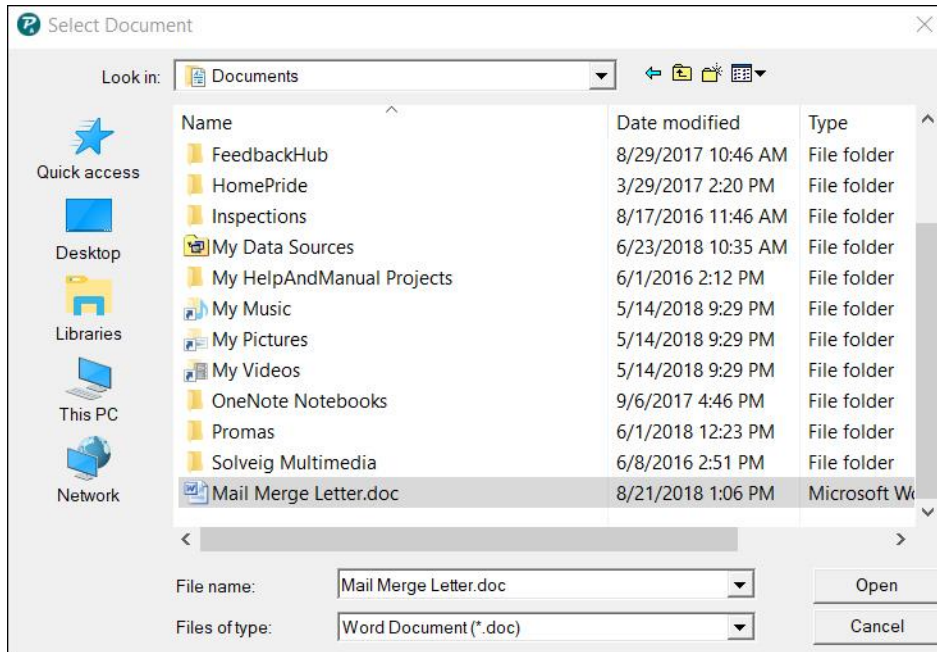 Select Document
Look in: Documents
Name Date modified Type
Quick access
Desktop
Libraries
This PC
Network
FeedbackHub 8/29/2017 10:46 AM File folder
HomePride 3/29/2017 2:20 PM File folder
Inspections 8/17/2016 11:46 AM File folder
My Data Sources 6/23/2018 10:35 AM File folder
My HelpAndManual Projects 6/1/2016 2:12 PM File folder
My Music 5/14/2018 9:29 PM File folder
My Pictures 5/14/2018 9:29 PM File folder
My Videos 5/14/2018 9:29 PM File folder
OneNote Notebooks 9/6/2017 4:46 PM File folder
Promas 6/1/2018 12:23 PM File folder
Solveig Multimedia 6/8/2016 2:51 PM File folder
Mail Merge Letter.doc 8/21/2018 1:06 PM Microsoft Wo
File name: Mail Merge Letter.doc Open
Files of type: Word Document (*.doc) Cancel